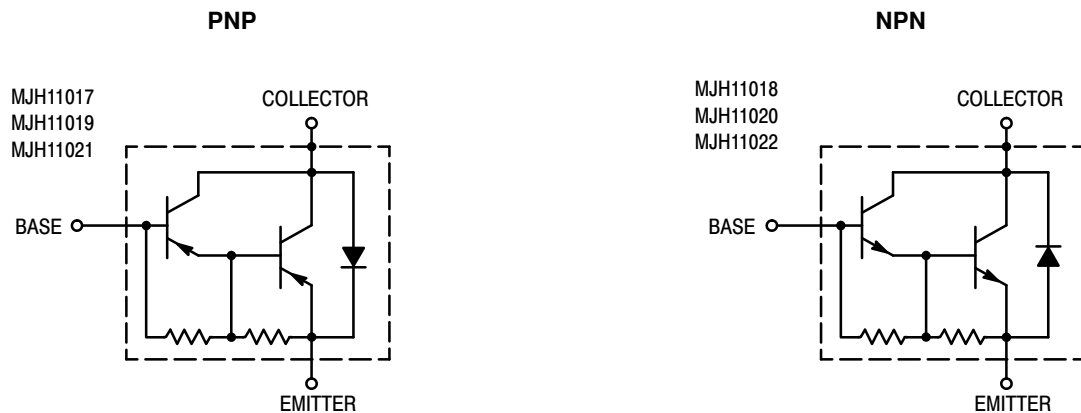 PNP
MJH11017
MJH11019
MJH11021
COLLECTOR
BASE
EMITTER
NPN
MJH11018
MJH11020
MJH11022
COLLECTOR
BASE
EMITTER